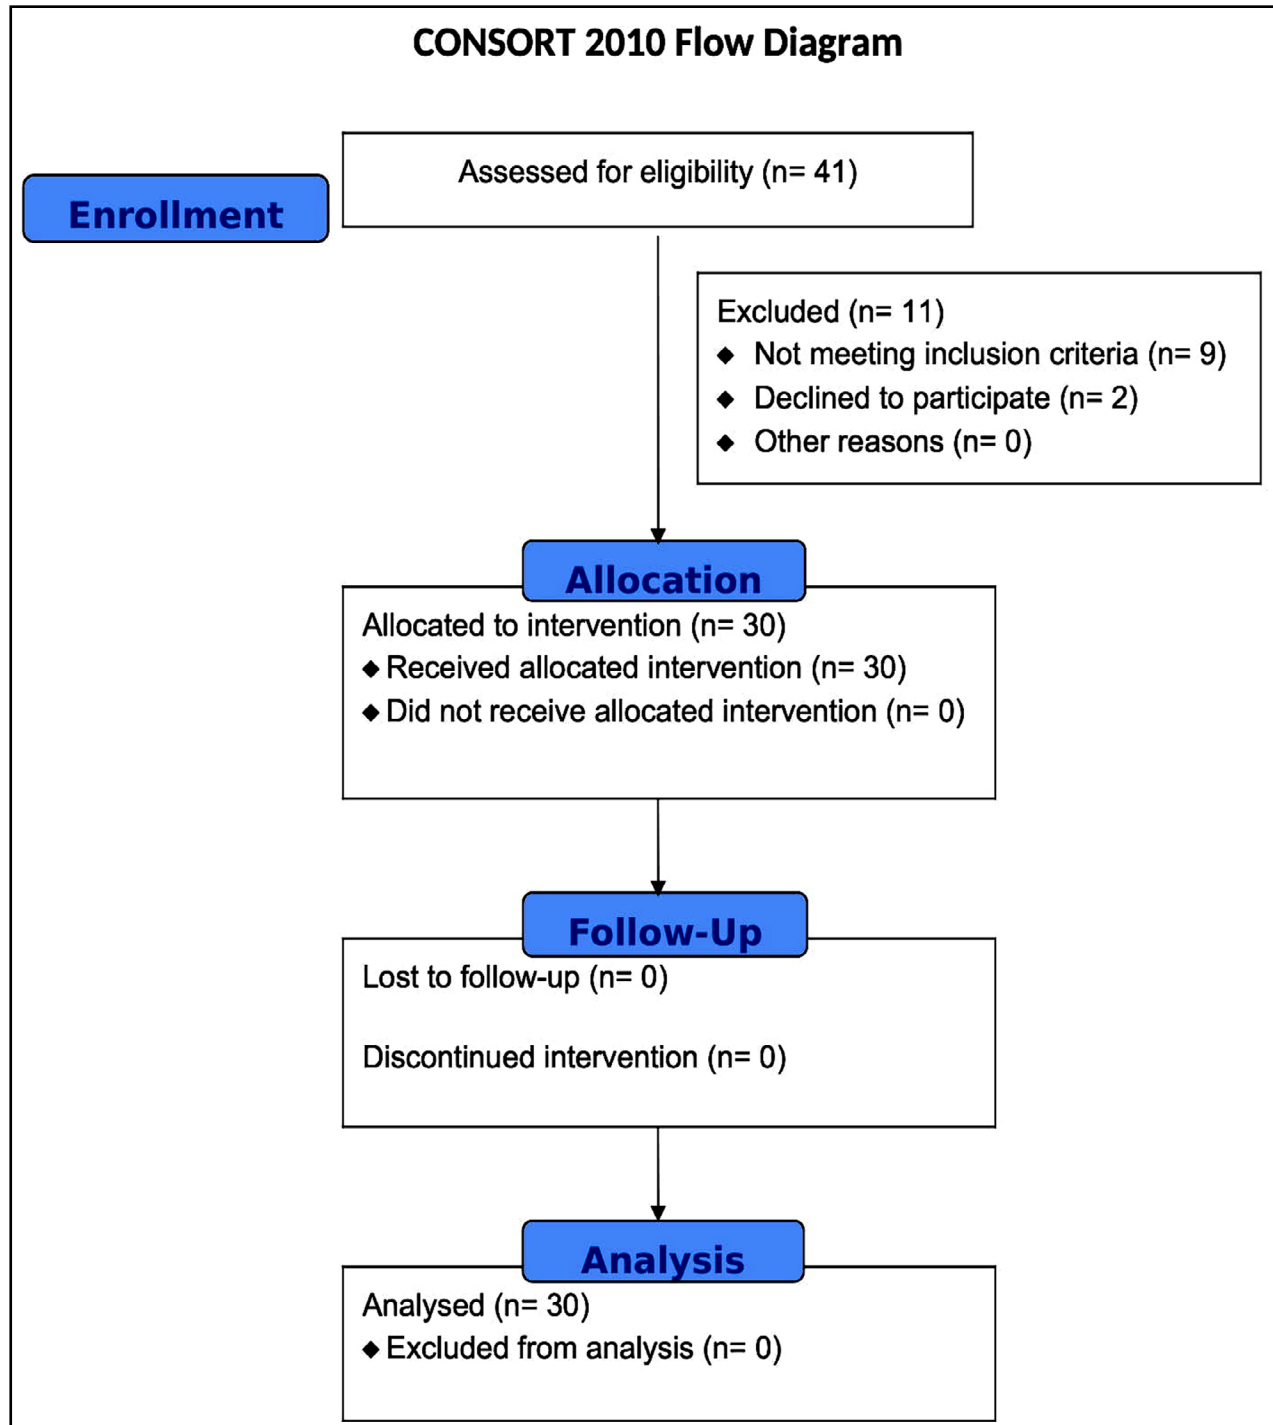 CONSORT 2010 Flow Diagram
Assessed for eligibility (n= 41)
Enrollment
Excluded (n= 11)
◆ Not meeting inclusion criteria (n= 9)
◆ Declined to participate (n= 2)
◆ Other reasons (n= 0)
Allocation
Allocated to intervention (n= 30)
◆ Received allocated intervention (n= 30)
◆ Did not receive allocated intervention (n= 0)
Follow-Up
Lost to follow-up (n= 0)
Discontinued intervention (n= 0)
Analysis
Analysed (n= 30)
◆ Excluded from analysis (n= 0)